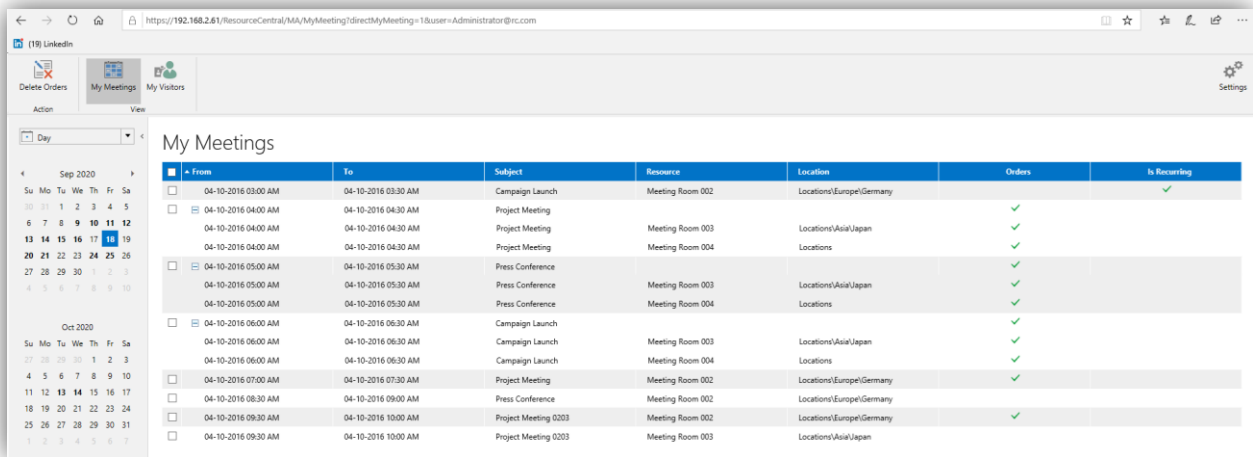 https://192.168.2.61/ResourceCentral/MA/MyMeeting?directMyMeeting=1&user=Administrator@rc.com
(19) LinkedIn
Delete Orders My Meetings My Visitors Settings
Action View
Day
My Meetings
From To Subject Resource Location Orders Is Recurring
04-10-2016 03:00 AM 04-10-2016 03:30 AM Campaign Launch Meeting Room 002 Locations\Europe\Germany
04-10-2016 04:00 AM 04-10-2016 04:30 AM Project Meeting
04-10-2016 04:00 AM 04-10-2016 04:30 AM Project Meeting Meeting Room 003 Locations\Asia\Japan
04-10-2016 04:00 AM 04-10-2016 04:30 AM Project Meeting Meeting Room 004 Locations
04-10-2016 05:00 AM 04-10-2016 05:30 AM Press Conference
04-10-2016 05:00 AM 04-10-2016 05:30 AM Press Conference Meeting Room 003 Locations\Asia\Japan
04-10-2016 05:00 AM 04-10-2016 05:30 AM Press Conference Meeting Room 004 Locations
04-10-2016 06:00 AM 04-10-2016 06:30 AM Campaign Launch
04-10-2016 06:00 AM 04-10-2016 06:30 AM Campaign Launch Meeting Room 003 Locations\Asia\Japan
04-10-2016 06:00 AM 04-10-2016 06:30 AM Campaign Launch Meeting Room 004 Locations
04-10-2016 07:00 AM 04-10-2016 07:30 AM Project Meeting Meeting Room 002 Locations\Europe\Germany
04-10-2016 08:30 AM 04-10-2016 09:00 AM Press Conference Meeting Room 002 Locations\Europe\Germany
04-10-2016 09:30 AM 04-10-2016 10:00 AM Project Meeting 0203 Meeting Room 002 Locations\Europe\Germany
04-10-2016 09:30 AM 04-10-2016 10:00 AM Project Meeting 0203 Meeting Room 003 Locations\Asia\Japan
Sep 2020
Su Mo Tu We Th Fr Sa
30 31 1 2 3 4 5
6 7 8 9 10 11 12
13 14 15 16 17 18 19
20 21 22 23 24 25 26
27 28 29 30 1 2 3
4 5 6 7 8 9 10
Oct 2020
Su Mo Tu We Th Fr Sa
27 28 29 30 1 2 3
4 5 6 7 8 9 10
11 12 13 14 15 16 17
18 19 20 21 22 23 24
25 26 27 28 29 30 31
1 2 3 4 5 6 7